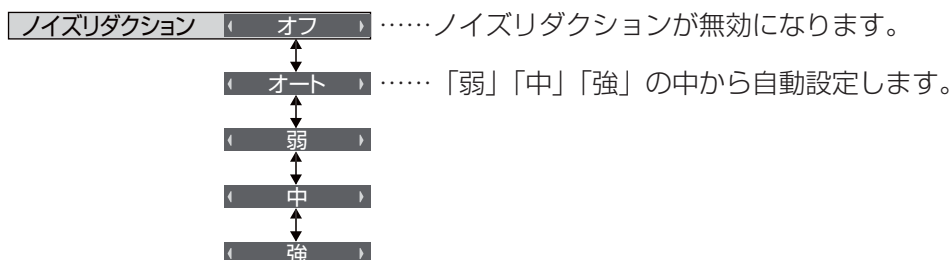 ノイズリダクション オフ ……ノイズリダクションが無効になります。
オート ……「弱」「中」「強」の中から自動設定します。
弱
中
強